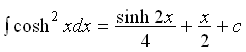 ∫cosh² xdx = sinh 2x/4 + x/2 + c